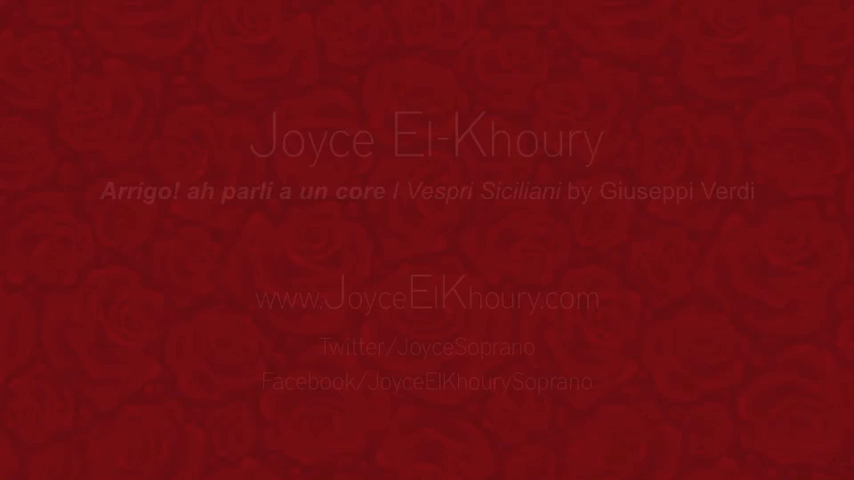 Joyce El-Khoury
Arrigo! ah parli a un core / Vespri Siciliani by Giuseppi Verdi
www.JoyceElKhoury.com
Twitter/JoyceSoprano
Facebook/JoyceElKhourySoprano